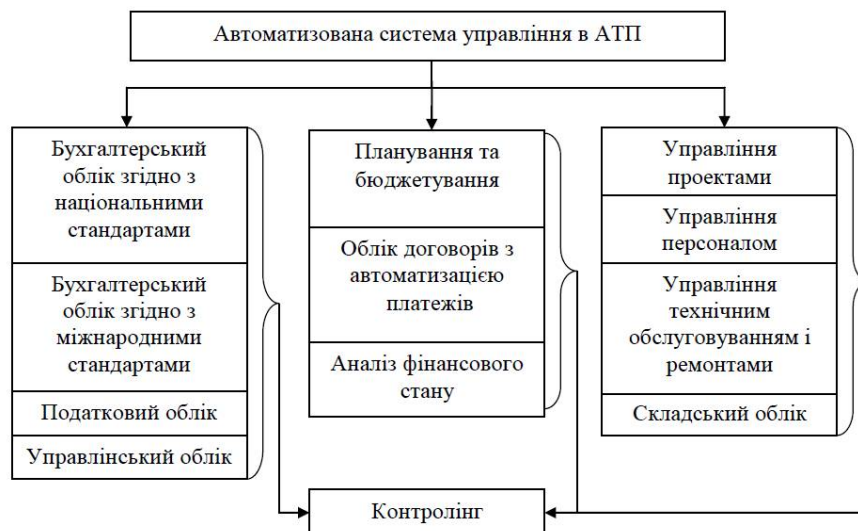 Автоматизована система управління в АТП
Бухгалтерський
облік згідно з
національними
стандартами
Бухгалтерський
облік згідно з
міжнародними
стандартами
Податковий облік
Управлінський облік
Планування та
бюджетування
Облік договорів з
автоматизацією
платежів
Аналіз фінансового
стану
Управління
проектами
Управління
персоналом
Управління
технічним
обслуговуванням і
ремонтами
Складський облік
Контролінг